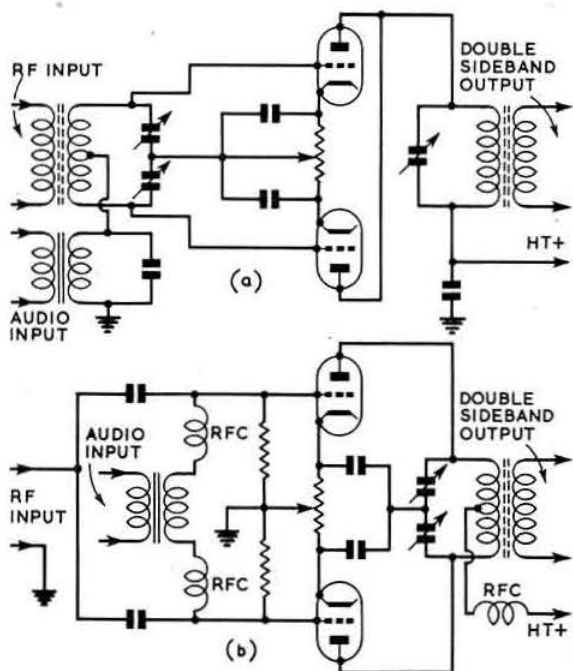 RF INPUT
DOUBLE
SIDEBAND
OUTPUT
HT+
AUDIO
INPUT
(a)
AUDIO
INPUT
RFC
RF
INPUT
RFC
DOUBLE
SIDEBAND
OUTPUT
RFC
HT+
(b)